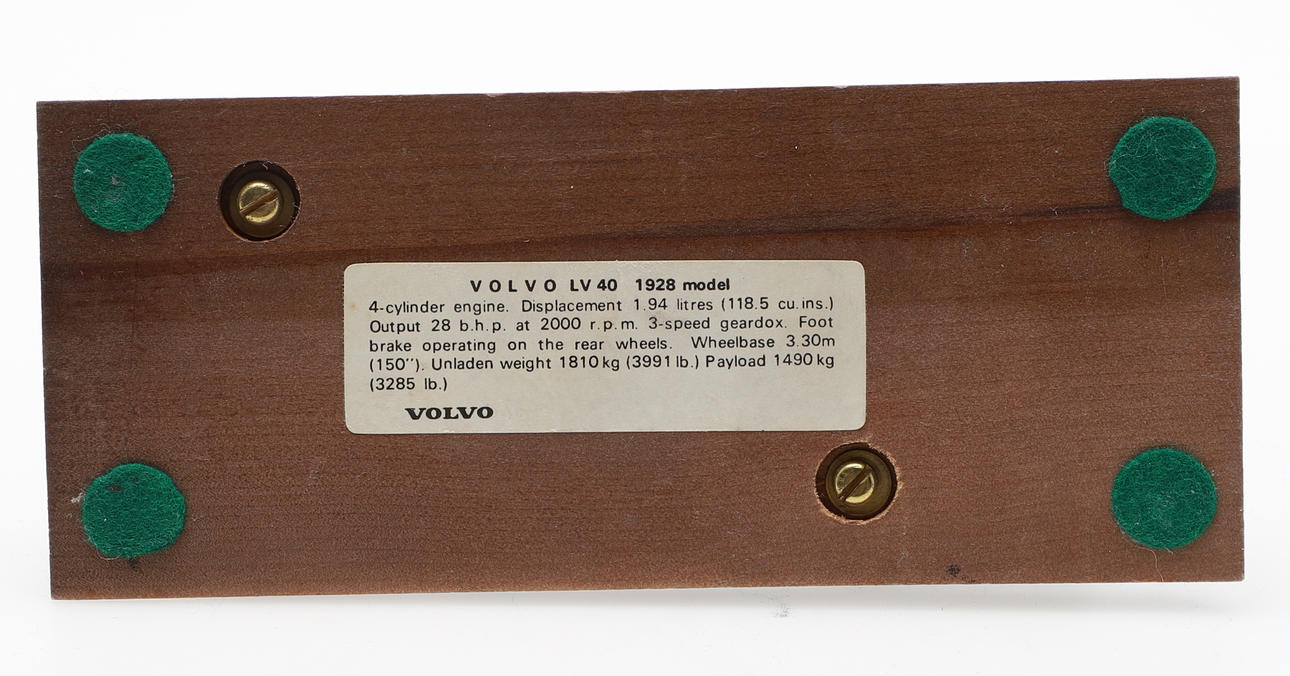 VOLVO LV 40 1928 model
4-cylinder engine. Displacement 1.94 litres (118.5 cu.ins.)
Output 28 b.h.p. at 2000 r.p.m. 3-speed geardox. Foot
brake operating on the rear wheels. Wheelbase 3.30m
(150''). Unladen weight 1810 kg (3991 lb.) Payload 1490 kg
(3285 lb.)
VOLVO